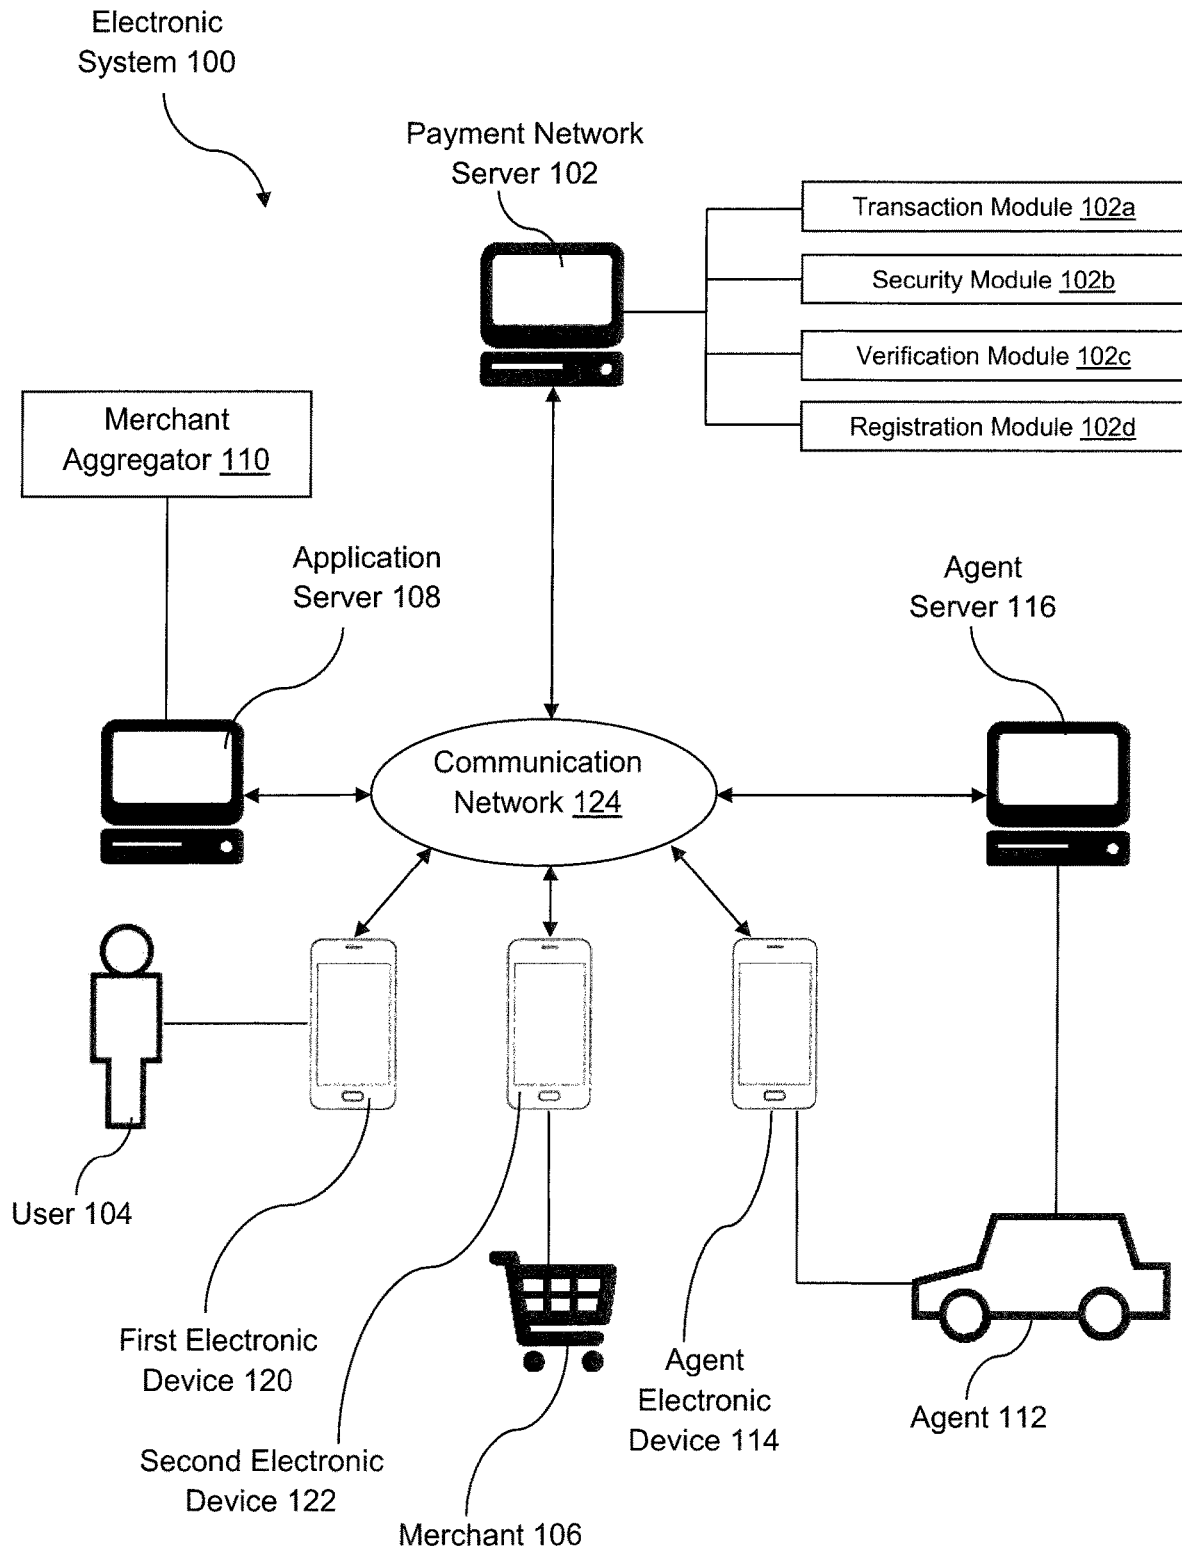 Electronic
System 100
Payment Network
Server 102
Transaction Module 102a
Security Module 102b
Verification Module 102c
Registration Module 102d
Merchant
Aggregator 110
Application
Server 108
Agent
Server 116
Communication
Network 124
User 104
First Electronic
Device 120
Second Electronic
Device 122
Merchant 106
Agent
Electronic
Device 114
Agent 112